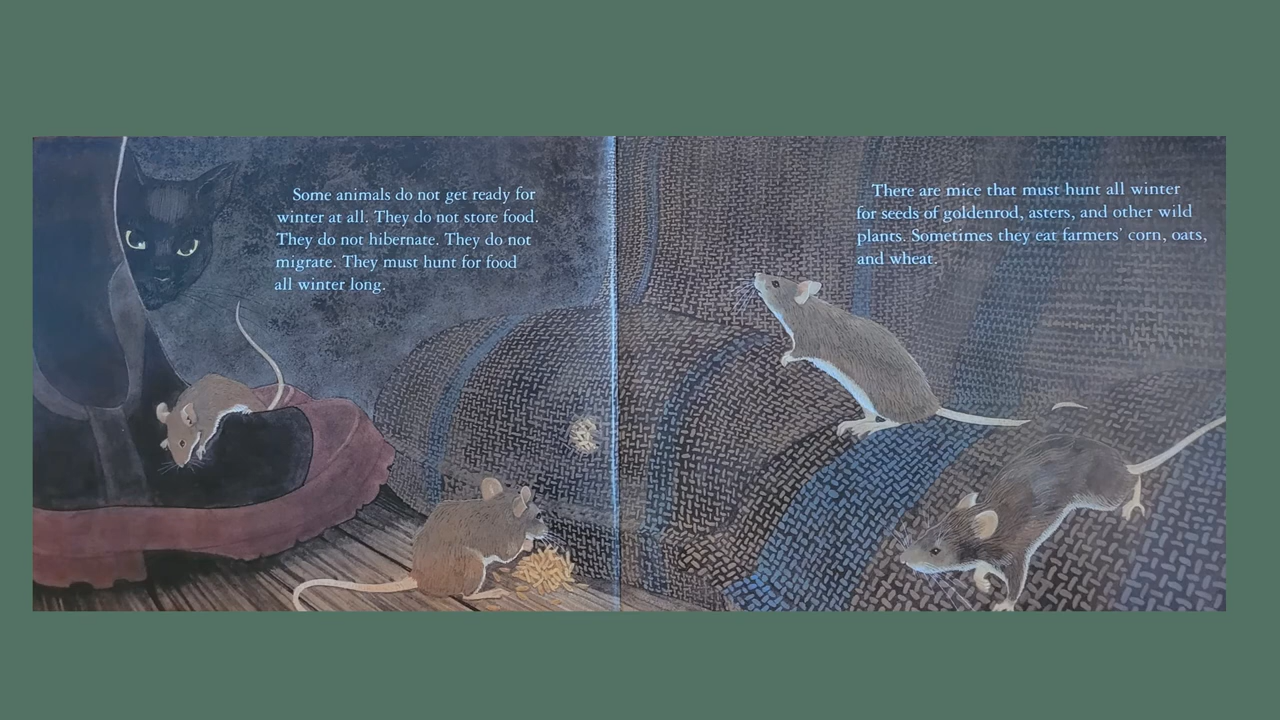 Some animals do not get ready for
winter at all. They do not store food.
They do not hibernate. They do not
migrate. They must hunt for food
all winter long.
There are mice that must hunt all winter
for seeds of goldenrod, asters, and other wild
plants. Sometimes they eat farmers' corn, oats,
and wheat.